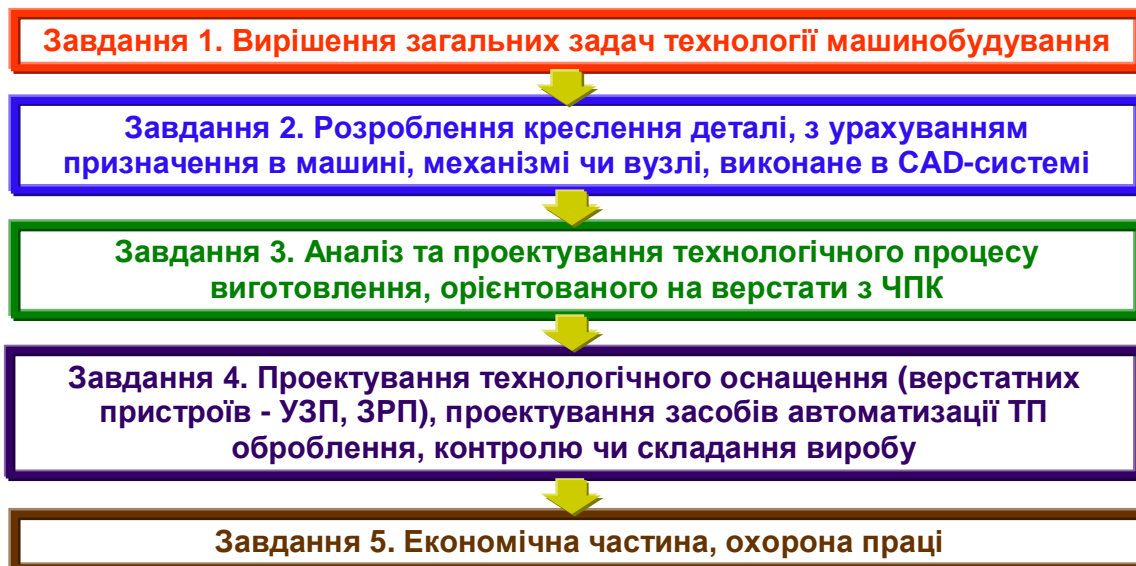 Завдання 1. Вирішення загальних задач технології машинобудування
Завдання 2. Розроблення креслення деталі, з урахуванням
призначення в машині, механізмі чи вузлі, виконане в CAD-системі
Завдання 3. Аналіз та проектування технологічного процесу
виготовлення, орієнтованого на верстати з ЧПК
Завдання 4. Проектування технологічного оснащення (верстатних
пристроїв - УЗП, ЗРП), проектування засобів автоматизації ТП
оброблення, контролю чи складання виробу
Завдання 5. Економічна частина, охорона праці